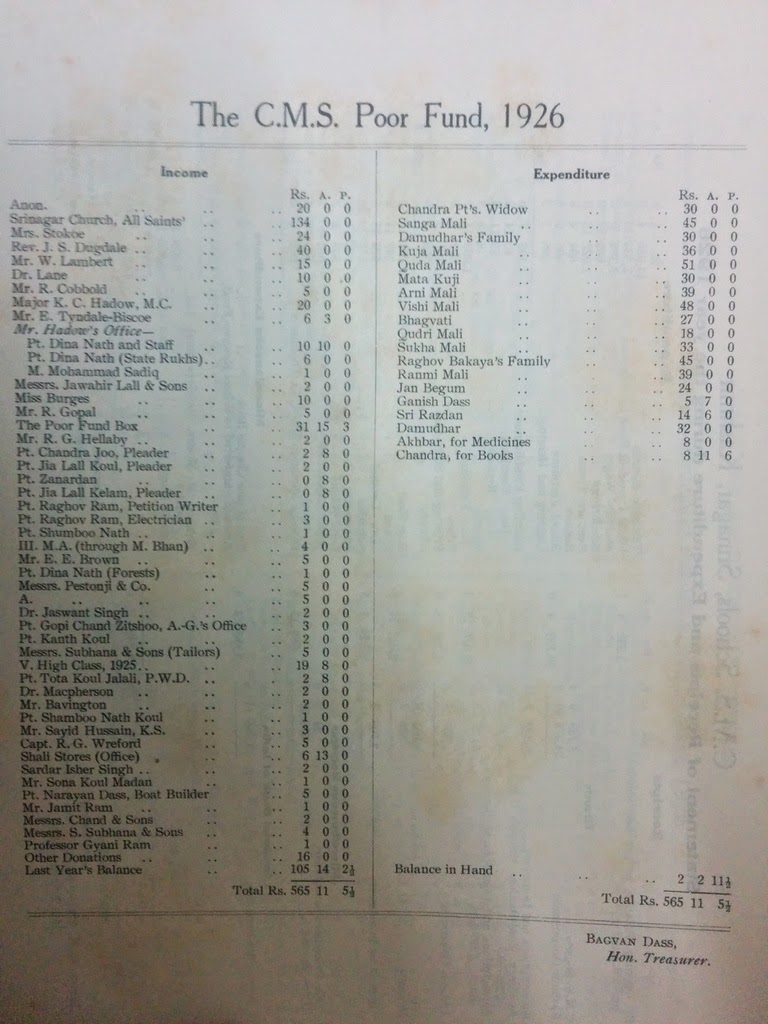 The C.M.S. Poor Fund, 1926
Income
Rs. A. P.
Anon. .. .. .. 20 0 0
Srinagar Church, All Saints' .. .. 134 0 0
Mrs. Stokoe .. .. .. 24 0 0
Rev. J. S. Dugdale .. .. .. 40 0 0
Mr. W. Lambert .. .. .. 15 0 0
Dr. Lane .. .. .. 10 0 0
Mr. R. Cobbold .. .. .. 5 0 0
Major K. C. Hadow, M.C. .. .. 20 0 0
Mr. E. Tyndale-Biscoe .. .. 6 3 0
Mr. Hadow's Office—
Pt. Dina Nath and Staff .. .. 10 10 0
Pt. Dina Nath (State Rukhs) .. .. 6 0 0
M. Mohammad Sadiq .. .. 1 0 0
Messrs. Jawahir Lall & Sons .. .. 2 0 0
Miss Burges .. .. .. 10 0 0
Mr. R. Gopal .. .. .. 5 0 0
The Poor Fund Box .. .. 31 15 3
Mr. R. G. Hellaby .. .. .. 2 0 0
Pt. Chandra Joo, Pleader .. .. 2 8 0
Pt. Jia Lall Koul, Pleader .. .. 2 0 0
Pt. Zanardan .. .. .. 0 8 0
Pt. Jia Lall Kelam, Pleader .. .. 0 8 0
Pt. Raghov Ram, Petition Writer .. 1 0 0
Pt. Raghov Ram, Electrician .. .. 3 0 0
Pt. Shumboo Nath .. .. .. 1 0 0
III. M.A. (through M. Bhan) .. .. 4 0 0
Mr. E. E. Brown .. .. .. 5 0 0
Pt. Dina Nath (Forests) .. .. 1 0 0
Messrs. Pestonji & Co. .. .. 5 0 0
A. .. .. .. .. 5 0 0
Dr. Jaswant Singh .. .. .. 2 0 0
Pt. Gopi Chand Zitshoo, A.-G.'s Office .. 3 0 0
Pt. Kanth Koul .. .. .. 2 0 0
Messrs. Subhana & Sons (Tailors) .. 5 0 0
V. High Class, 1925 .. .. .. 19 8 0
Pt. Tota Koul Jalali, P.W.D. .. .. 2 8 0
Dr. Macpherson .. .. .. 2 0 0
Mr. Bavington .. .. .. 2 0 0
Pt. Shamboo Nath Koul .. .. 1 0 0
Mr. Sayid Hussain, K.S. .. .. 3 0 0
Capt. R. G. Wreford .. .. 5 0 0
Shali Stores (Office) .. .. 6 13 0
Sardar Isher Singh .. .. .. 2 0 0
Mr. Sona Koul Madan .. .. 1 0 0
Pt. Narayan Dass, Boat Builder .. 5 0 0
Mr. Jamit Ram .. .. .. 1 0 0
Messrs. Chand & Sons .. .. 2 0 0
Messrs. S. Subhana & Sons .. .. 4 0 0
Professor Gyani Ram .. .. 1 0 0
Other Donations .. .. .. 16 0 0
Last Year's Balance .. .. 105 14 2½
Total Rs. 565 11 5½
Expenditure
Rs. A. P.
Chandra Pt's. Widow .. .. 30 0 0
Sanga Mali .. .. .. 45 0 0
Damudhar's Family .. .. 30 0 0
Kuja Mali .. .. .. 36 0 0
Quda Mali .. .. .. 51 0 0
Mata Kuji .. .. .. 30 0 0
Arni Mali .. .. .. 39 0 0
Vishi Mali .. .. .. 48 0 0
Bhagvati .. .. .. 27 0 0
Qudri Mali .. .. .. 18 0 0
Sukha Mali .. .. .. 33 0 0
Raghov Bakaya's Family .. .. 45 0 0
Ranmi Mali .. .. .. 39 0 0
Jan Begum .. .. .. 24 0 0
Ganish Dass .. .. .. 5 7 0
Sri Razdan .. .. .. 14 6 0
Damudhar .. .. .. 32 0 0
Akhbar, for Medicines .. .. 8 0 0
Chandra, for Books .. .. 8 11 6
Balance in Hand .. .. .. 2 2 11½
Total Rs. 565 11 5½
BAGVAN DASS,
Hon. Treasurer.